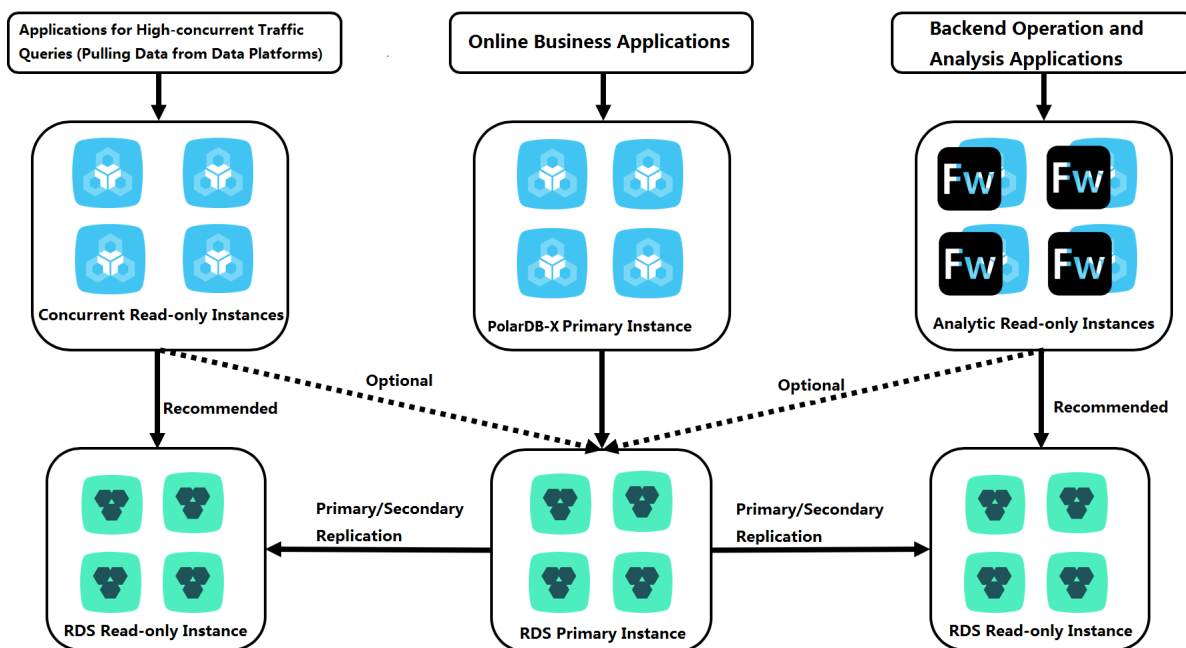 Applications for High-concurrent Traffic
Queries (Pulling Data from Data Platforms)
Online Business Applications
Backend Operation and
Analysis Applications
Fw
Fw
Fw
Fw
Concurrent Read-only Instances
PolarDB-X Primary Instance
Analytic Read-only Instances
Optional
Optional
Recommended
Recommended
Primary/Secondary
Replication
Primary/Secondary
Replication
RDS Read-only Instance
RDS Primary Instance
RDS Read-only Instance